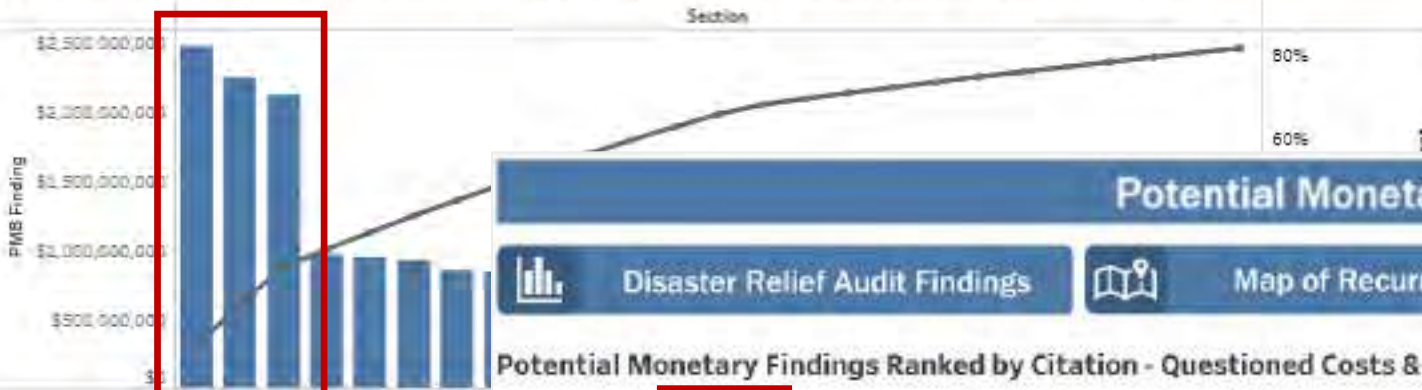 Section
$2,500,000,000
80%
$2,000,000,000
60%
PMB Finding
$1,500,000,000
Potential Moneta
$1,000,000,000
Disaster Relief Audit Findings
Map of Recur
$500,000,000
$0
Potential Monetary Findings Ranked by Citation - Questioned Costs &